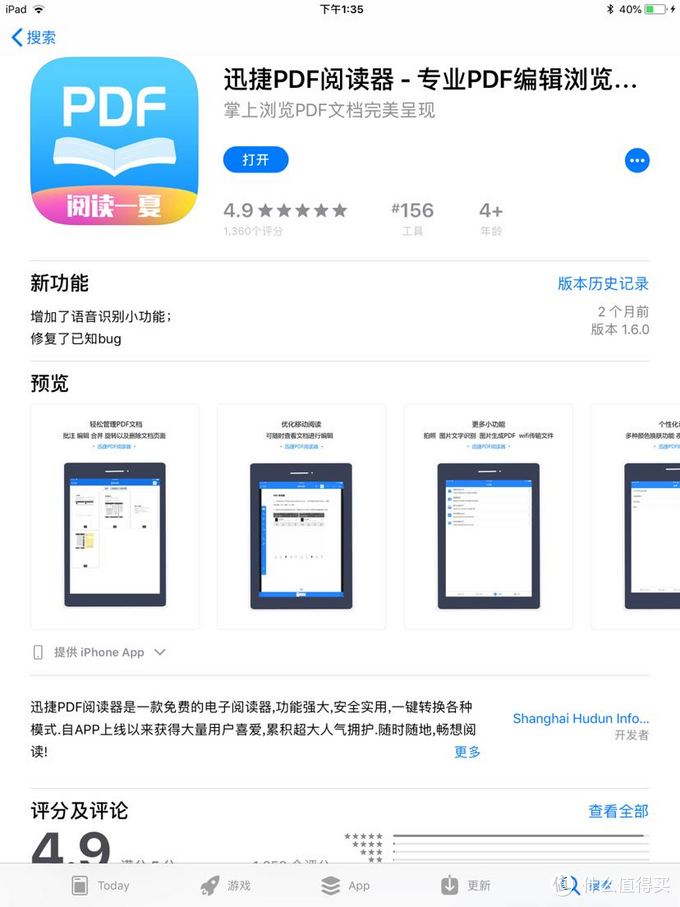 iPad
下午1:35
40%
搜索
PDF
阅读一夏
迅捷PDF阅读器 - 专业PDF编辑浏览...
掌上浏览PDF文档完美呈现
打开
4.9
#156
4+
1,360个评分
工具
年龄
新功能
版本历史记录
增加了语音识别小功能；
2 个月前
修复了已知bug
版本 1.6.0
预览
轻松管理PDF文档
批注 编辑 合并 旋转以及删除文档页面
迅捷PDF阅读器
优化移动阅读
可随时查看文档进行编辑
迅捷PDF阅读器
更多小功能
拍照 图片文字识别 图片生成PDF wifi传输文件
迅捷PDF阅读器
个性化
多种颜色换肤功能
提供 iPhone App
迅捷PDF阅读器是一款免费的电子阅读器,功能强大,安全实用,一键转换各种
模式.自APP上线以来获得大量用户喜爱,累积超大人气拥护.随时随地,畅想阅
读!
更多
Shanghai Hudun Info...
开发者
评分及评论
查看全部
4.9
Today
游戏
App
更新
搜索
什么值得买